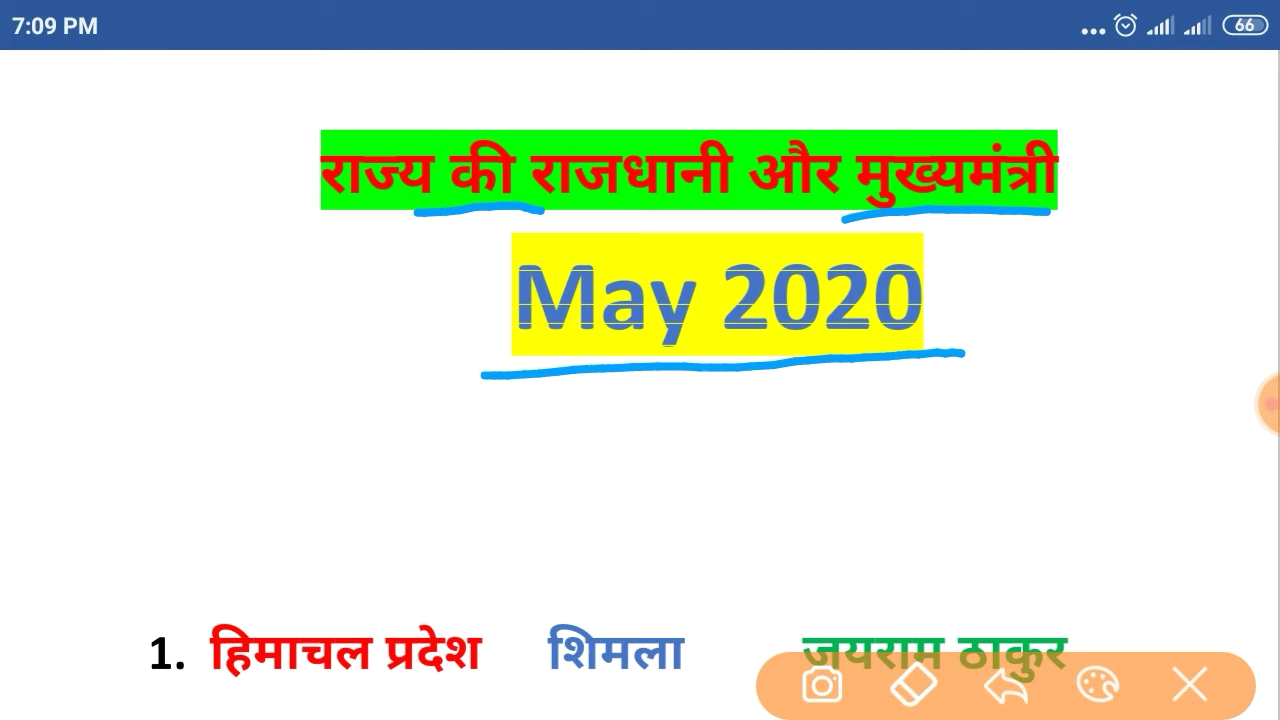 7:09 PM
66
राज्य की राजधानी और मुख्यमंत्री
May 2020
1. हिमाचल प्रदेश शिमला जयराम ठाकुर